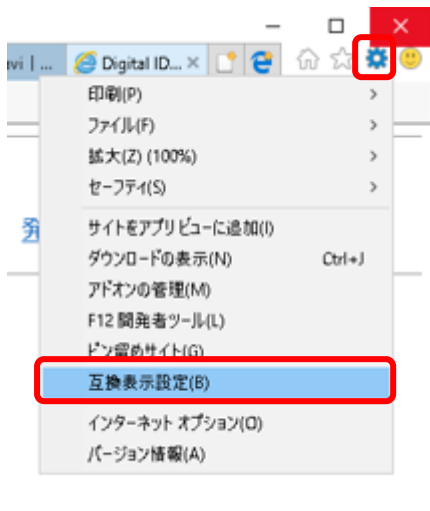 avi | ...
Digital ID... ×
印刷(P)
ファイル(F)
拡大(Z) (100%)
セーフティ(S)
発
サイトをアプリ ビューに追加(I)
ダウンロードの表示(N) Ctrl+J
アドオンの管理(M)
F12 開発者ツール(L)
ピン留めサイト(G)
互換表示設定(B)
インターネット オプション(O)
バージョン情報(A)